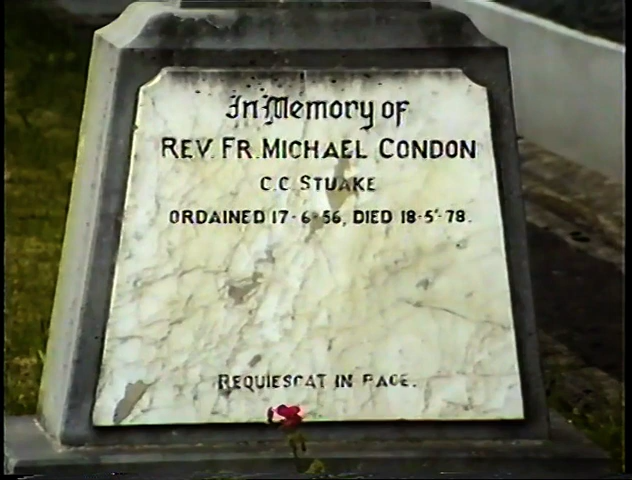 In Memory of
REV. FR. MICHAEL CONDON
C.C STUAKE
ORDAINED 17-6-56, DIED 18-5-78.
REQUIESCAT IN PACE.